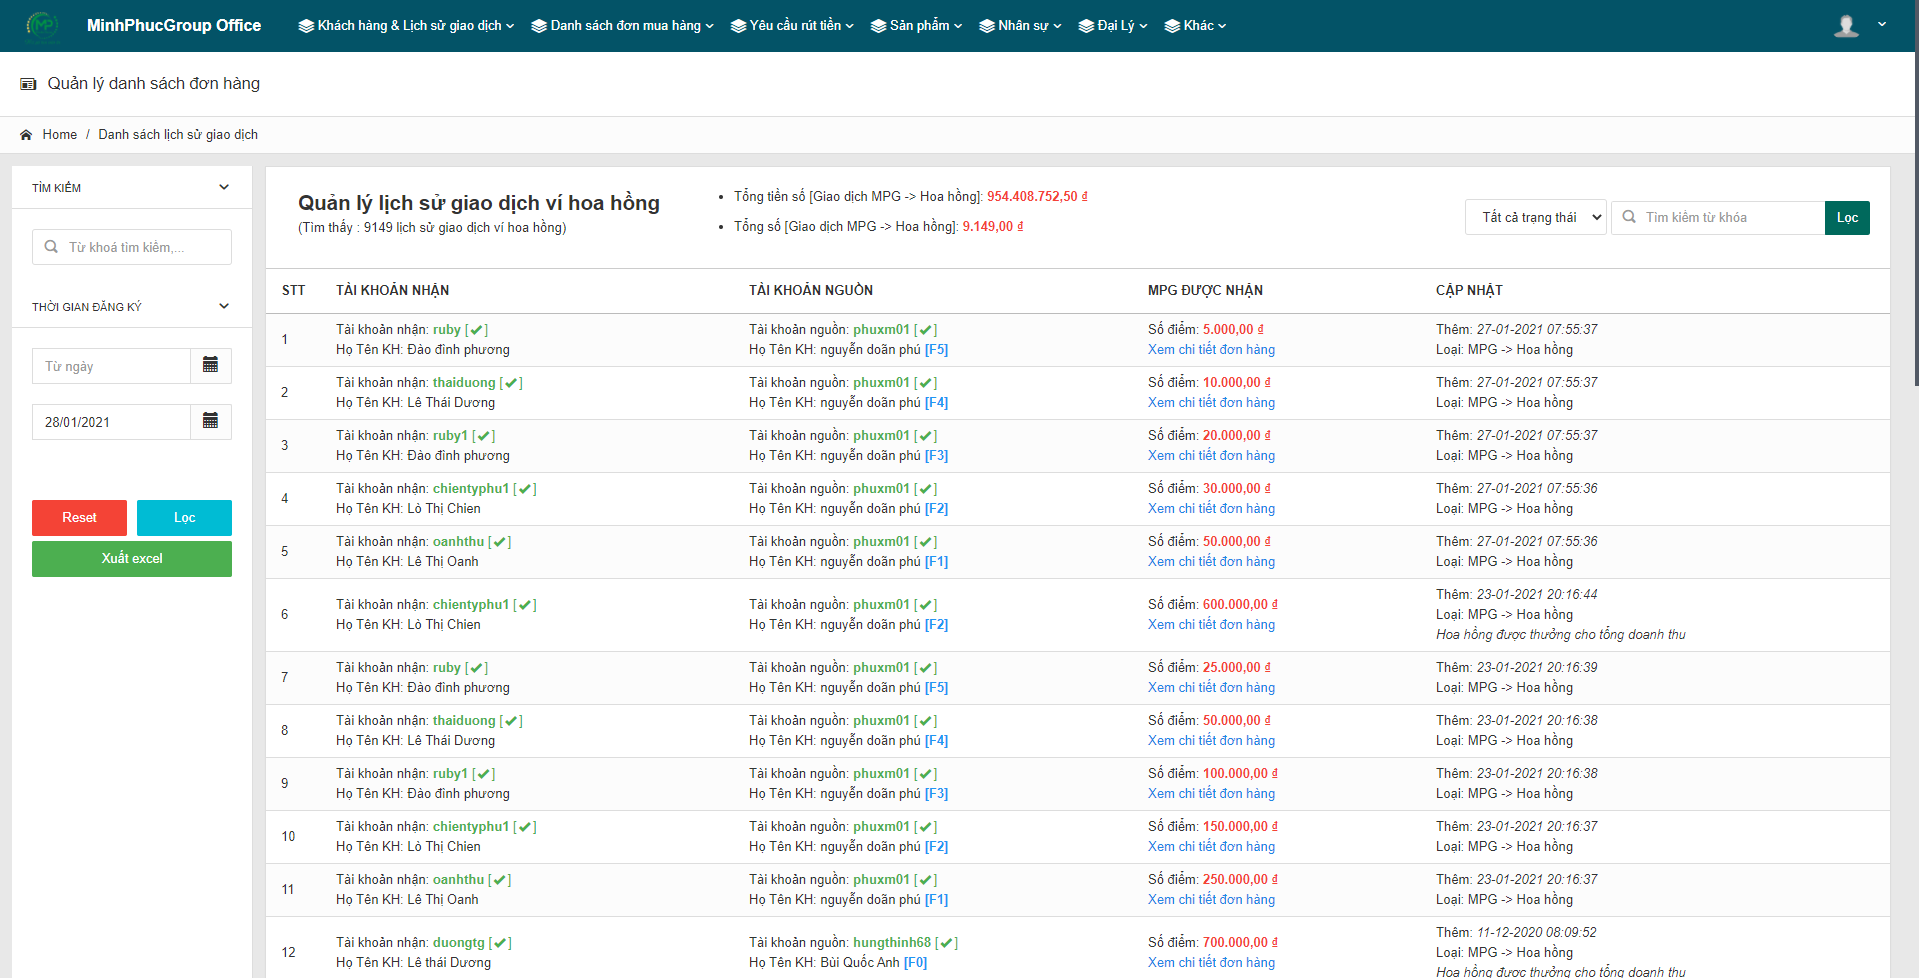 MinhPhucGroup Office
Khách hàng & Lịch sử giao dịch
Danh sách đơn mua hàng
Yêu cầu rút tiền
Sản phẩm
Nhân sự
Đại Lý
Khác
Quản lý danh sách đơn hàng
Home / Danh sách lịch sử giao dịch
TÌM KIẾM
Từ khoá tìm kiếm,...
THỜI GIAN ĐĂNG KÝ
Từ ngày
28/01/2021
Reset
Lọc
Xuất excel
Quản lý lịch sử giao dịch ví hoa hồng
(Tìm thấy : 9149 lịch sử giao dịch ví hoa hồng)
Tổng tiền số [Giao dịch MPG -> Hoa hồng]: 954.408.752,50 ₫
Tổng số [Giao dịch MPG -> Hoa hồng]: 9.149,00 ₫
Tất cả trạng thái
Tìm kiếm từ khóa
Lọc
STT TÀI KHOẢN NHẬN TÀI KHOẢN NGUỒN MPG ĐƯỢC NHẬN CẬP NHẬT
1
Tài khoản nhận: ruby [✔] Tài khoản nguồn: phuxm01 [✔] Số điểm: 5.000,00 ₫ Thêm: 27-01-2021 07:55:37
Họ Tên KH: Đào đình phương Họ Tên KH: nguyễn doãn phú [F5] Xem chi tiết đơn hàng Loại: MPG -> Hoa hồng
2
Tài khoản nhận: thaiduong [✔] Tài khoản nguồn: phuxm01 [✔] Số điểm: 10.000,00 ₫ Thêm: 27-01-2021 07:55:37
Họ Tên KH: Lê Thái Dương Họ Tên KH: nguyễn doãn phú [F4] Xem chi tiết đơn hàng Loại: MPG -> Hoa hồng
3
Tài khoản nhận: ruby1 [✔] Tài khoản nguồn: phuxm01 [✔] Số điểm: 20.000,00 ₫ Thêm: 27-01-2021 07:55:37
Họ Tên KH: Đào đình phương Họ Tên KH: nguyễn doãn phú [F3] Xem chi tiết đơn hàng Loại: MPG -> Hoa hồng
4
Tài khoản nhận: chientyphu1 [✔] Tài khoản nguồn: phuxm01 [✔] Số điểm: 30.000,00 ₫ Thêm: 27-01-2021 07:55:36
Họ Tên KH: Lò Thị Chien Họ Tên KH: nguyễn doãn phú [F2] Xem chi tiết đơn hàng Loại: MPG -> Hoa hồng
5
Tài khoản nhận: oanhthu [✔] Tài khoản nguồn: phuxm01 [✔] Số điểm: 50.000,00 ₫ Thêm: 27-01-2021 07:55:36
Họ Tên KH: Lê Thị Oanh Họ Tên KH: nguyễn doãn phú [F1] Xem chi tiết đơn hàng Loại: MPG -> Hoa hồng
6
Tài khoản nhận: chientyphu1 [✔] Tài khoản nguồn: phuxm01 [✔] Số điểm: 600.000,00 ₫ Thêm: 23-01-2021 20:16:44
Họ Tên KH: Lò Thị Chien Họ Tên KH: nguyễn doãn phú [F2] Xem chi tiết đơn hàng Loại: MPG -> Hoa hồng
Hoa hồng được thưởng cho tổng doanh thu
7
Tài khoản nhận: ruby [✔] Tài khoản nguồn: phuxm01 [✔] Số điểm: 25.000,00 ₫ Thêm: 23-01-2021 20:16:39
Họ Tên KH: Đào đình phương Họ Tên KH: nguyễn doãn phú [F5] Xem chi tiết đơn hàng Loại: MPG -> Hoa hồng
8
Tài khoản nhận: thaiduong [✔] Tài khoản nguồn: phuxm01 [✔] Số điểm: 50.000,00 ₫ Thêm: 23-01-2021 20:16:38
Họ Tên KH: Lê Thái Dương Họ Tên KH: nguyễn doãn phú [F4] Xem chi tiết đơn hàng Loại: MPG -> Hoa hồng
9
Tài khoản nhận: ruby1 [✔] Tài khoản nguồn: phuxm01 [✔] Số điểm: 100.000,00 ₫ Thêm: 23-01-2021 20:16:38
Họ Tên KH: Đào đình phương Họ Tên KH: nguyễn doãn phú [F3] Xem chi tiết đơn hàng Loại: MPG -> Hoa hồng
10
Tài khoản nhận: chientyphu1 [✔] Tài khoản nguồn: phuxm01 [✔] Số điểm: 150.000,00 ₫ Thêm: 23-01-2021 20:16:37
Họ Tên KH: Lò Thị Chien Họ Tên KH: nguyễn doãn phú [F2] Xem chi tiết đơn hàng Loại: MPG -> Hoa hồng
11
Tài khoản nhận: oanhthu [✔] Tài khoản nguồn: phuxm01 [✔] Số điểm: 250.000,00 ₫ Thêm: 23-01-2021 20:16:37
Họ Tên KH: Lê Thị Oanh Họ Tên KH: nguyễn doãn phú [F1] Xem chi tiết đơn hàng Loại: MPG -> Hoa hồng
12
Tài khoản nhận: duongtg [✔] Tài khoản nguồn: hungthinh68 [✔] Số điểm: 700.000,00 ₫ Thêm: 11-12-2020 08:09:52
Họ Tên KH: Lê thái Dương Họ Tên KH: Bùi Quốc Anh [F0] Xem chi tiết đơn hàng Loại: MPG -> Hoa hồng
Hoa hồng được thưởng cho tổng doanh thu